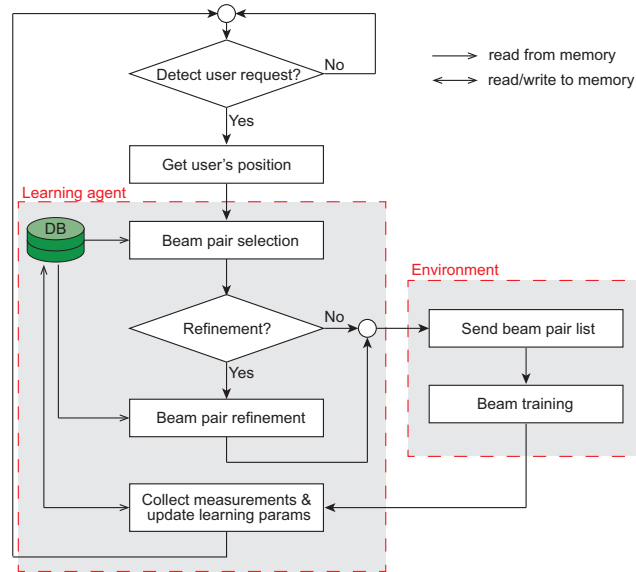 Detect user request?
No
read from memory
read/write to memory
Yes
Get user's position
Learning agent
DB
Beam pair selection
Environment
Refinement?
No
Send beam pair list
Yes
Beam pair refinement
Beam training
Collect measurements &
update learning params